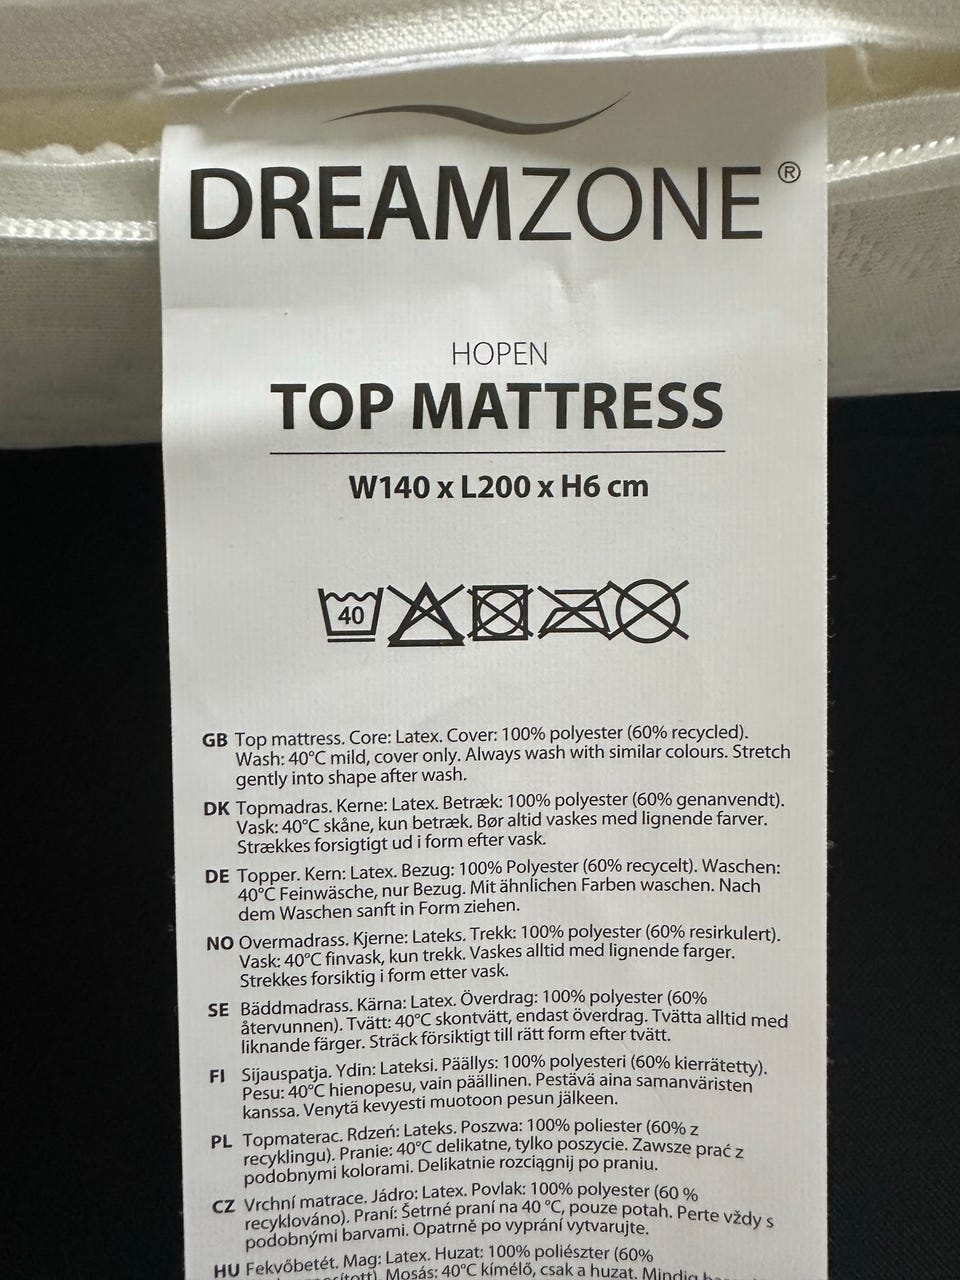 DREAMZONE®
HOPEN
TOP MATTRESS
W140 x L200 x H6 cm
40
GB Top mattress. Core: Latex. Cover: 100% polyester (60% recycled).
Wash: 40°C mild, cover only. Always wash with similar colours. Stretch
gently into shape after wash.
DK Topmadras. Kerne: Latex. Betræk: 100% polyester (60% genanvendt).
Vask: 40°C skåne, kun betræk. Bør altid vaskes med lignende farver.
Strækkes forsigtigt ud i form efter vask.
DE Topper. Kern: Latex. Bezug: 100% Polyester (60% recycelt). Waschen:
40°C Feinwäsche, nur Bezug. Mit ähnlichen Farben waschen. Nach
dem Waschen sanft in Form ziehen.
NO Overmadrass. Kjerne: Lateks. Trekk: 100% polyester (60% resirkulert).
Vask: 40°C finvask, kun trekk. Vaskes alltid med lignende farger.
Strekkes forsiktig i form etter vask.
SE Bäddmadrass. Kärna: Latex. Överdrag: 100% polyester (60%
återvunnen). Tvätt: 40°C skontvätt, endast överdrag. Tvätta alltid med
liknande färger. Sträck försiktigt till rätt form efter tvätt.
FI Sijauspatja. Ydin: Lateksi. Päällys: 100% polyesteri (60% kierrätetty).
Pesu: 40°C hienopesu, vain päällinen. Pestävä aina samanväristen
kanssa. Venytä kevyesti muotoon pesun jälkeen.
PL Topmaterac. Rdzeń: Lateks. Poszwa: 100% poliester (60% z
recyklingu). Pranie: 40°C delikatne, tylko poszycie. Zawsze prać z
podobnymi kolorami. Delikatnie rozciągnij po praniu.
CZ Vrchní matrace. Jádro: Latex. Povlak: 100% polyester (60 %
recyklováno). Praní: Šetrné praní na 40 °C, pouze potah. Perte vždy s
podobnými barvami. Opatrně po vyprání vytvarujte.
HU Fekvőbetét. Mag: Latex. Huzat: 100% poliészter (60%
Mosás: 40°C kímélő, csak a huzat. Mindig